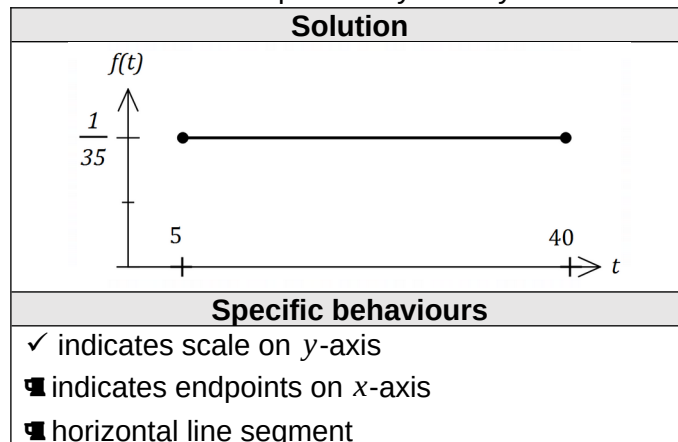 Solution
f(t)
1
35
5
40
t
Specific behaviours
✓ indicates scale on y-axis
indicates endpoints on x-axis
horizontal line segment